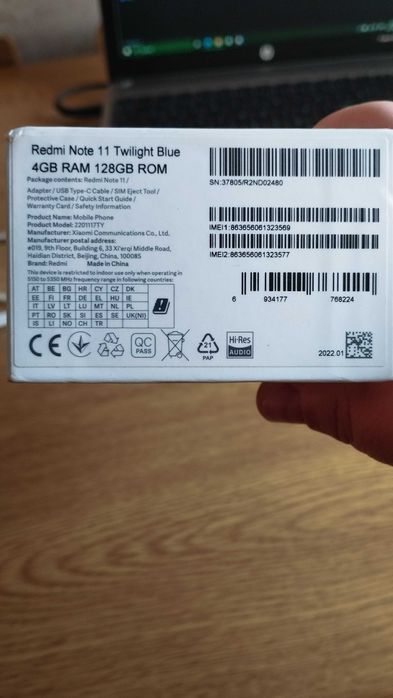 Redmi Note 11 Twilight Blue
4GB RAM 128GB ROM
Package contents: Redmi Note 11 /
Adapter / USB Type-C Cable / SIM Eject Tool /
Protective Case / Quick Start Guide /
Warranty Card / Safety Information
Product Name: Mobile Phone
Product Model: 2201117TY
Manufacturer: Xiaomi Communications Co., Ltd.
Manufacturer postal address:
#019, 9th Floor, Building 6, 33 Xi'erqi Middle Road,
Haidian District, Beijing, China, 100085
Brand: Redmi Made in China
This device is restricted to indoor use only when operating in
5150 to 5350 MHz in the following countries:
AT BE BG HR CY CZ DK
EE FI FR DE EL HU IE
IT LV LT LU MT NL PL
PT RO SK SI ES SE UK(NI)
IS LI NO CH TR
CE
QC
PASS
21
PAP
Hi-Res
AUDIO
SN:37805/R2ND02480
IMEI1:863656061323569
IMEI2:863656061323577
6 934177 768224
2022.01
hp